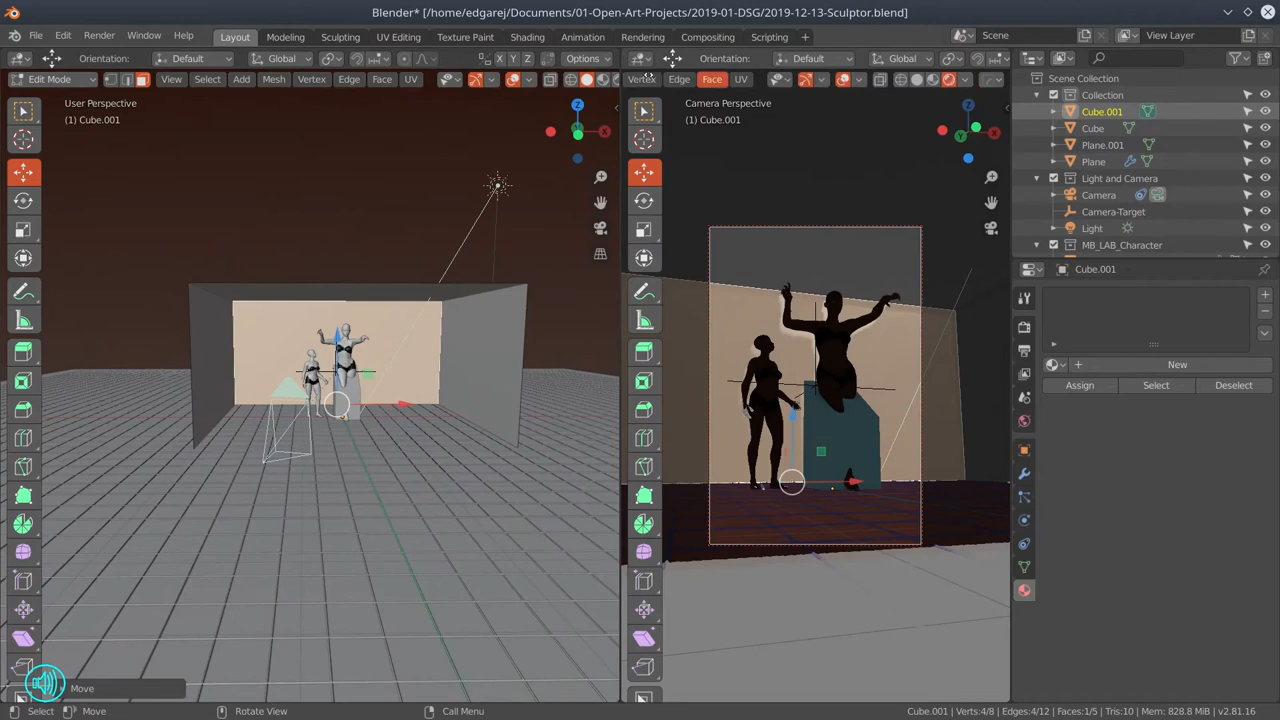 Blender* [/home/edgarej/Documents/01-Open-Art-Projects/2019-01-DSG/2019-12-13-Sculptor.blend]
File Edit Render Window Help Layout Modeling Sculpting UV Editing Texture Paint Shading Animation Rendering Compositing Scripting + Scene View Layer
Orientation: Default Global X Y Z Options Orientation: Default Global
Edit Mode View Select Add Mesh Vertex Edge Face UV Vertex Edge Face UV
User Perspective
(1) Cube.001
Z
X
Camera Perspective
(1) Cube.001
Z
Y
X
Scene Collection
Collection
Cube.001
Cube
Plane.001
Plane
Light and Camera
Camera
Camera-Target
Light
MB_LAB_Character
Cube.001
New
Assign Select Deselect
Move
Select Move Rotate View Call Menu Cube.001 | Verts:4/8 | Edges:4/12 | Faces:1/5 | Tris:10 | Mem: 828.8 MiB | v2.81.16